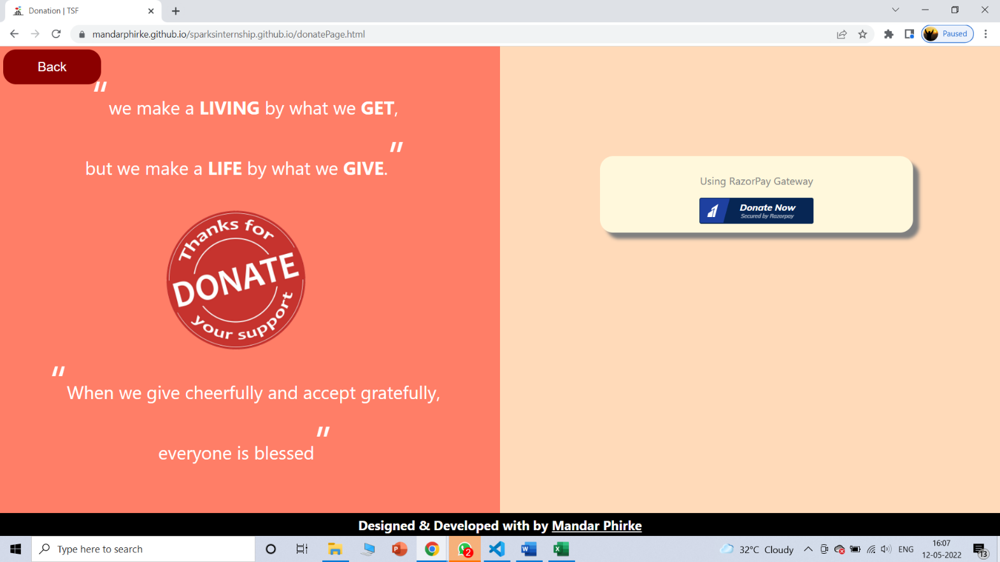 Donation | TSF
mandarphirke.github.io/sparksinternship.github.io/donatePage.html
Paused
Back
" we make a LIVING by what we GET,
but we make a LIFE by what we GIVE. "
Thanks for
DONATE
your support
" When we give cheerfully and accept gratefully,
everyone is blessed "
Using RazorPay Gateway
Donate Now
Secured by Razorpay
Designed & Developed with by Mandar Phirke
Type here to search
P
2
W
X
32°C Cloudy
ENG
16:07
12-05-2022
13